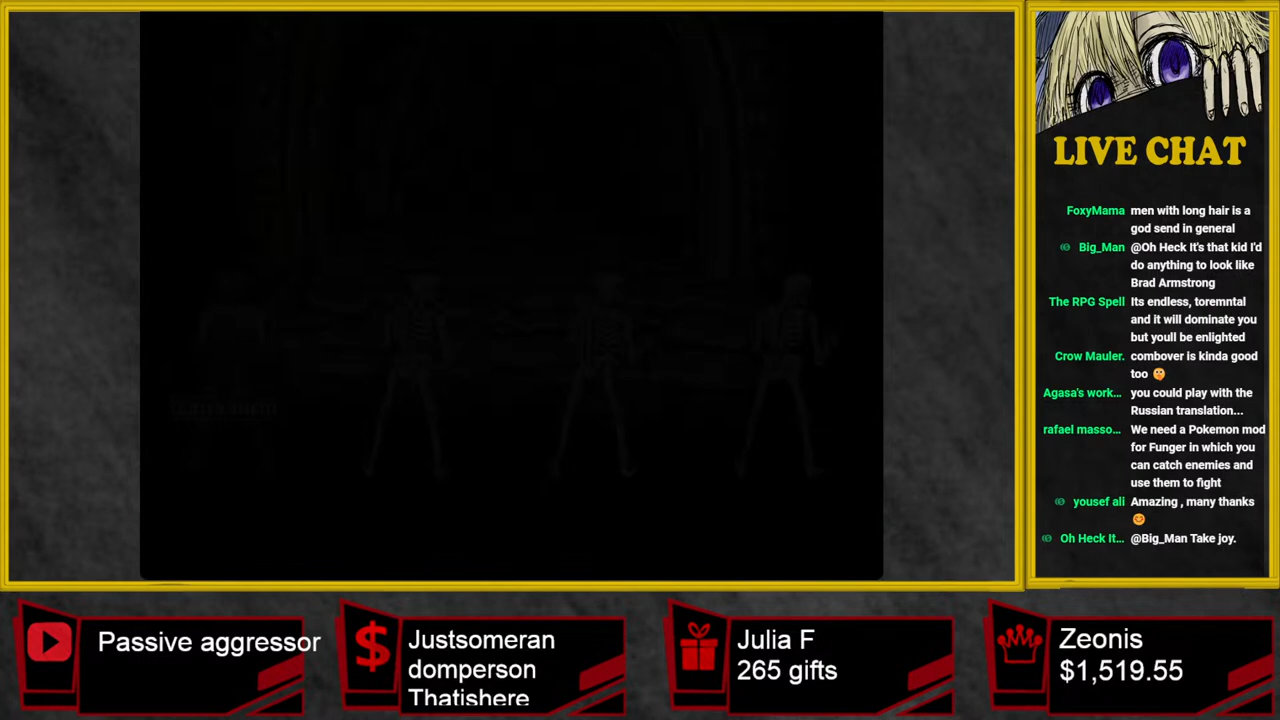 LIVE CHAT
FoxyMama men with long hair is a
god send in general
Big_Man @Oh Heck It's that kid I'd
do anything to look like
Brad Armstrong
The RPG Spell Its endless, toremntal
and it will dominate you
but youll be enlighted
Crow Mauler. combover is kinda good
too
Agasa's work... you could play with the
Russian translation...
rafael masso... We need a Pokemon mod
for Funger in which you
can catch enemies and
use them to fight
yousef ali Amazing , many thanks
Oh Heck It... @Big_Man Take joy.
Passive aggressor
Justsomeran
domperson
Thatishere
Julia F
265 gifts
Zeonis
$1,519.55